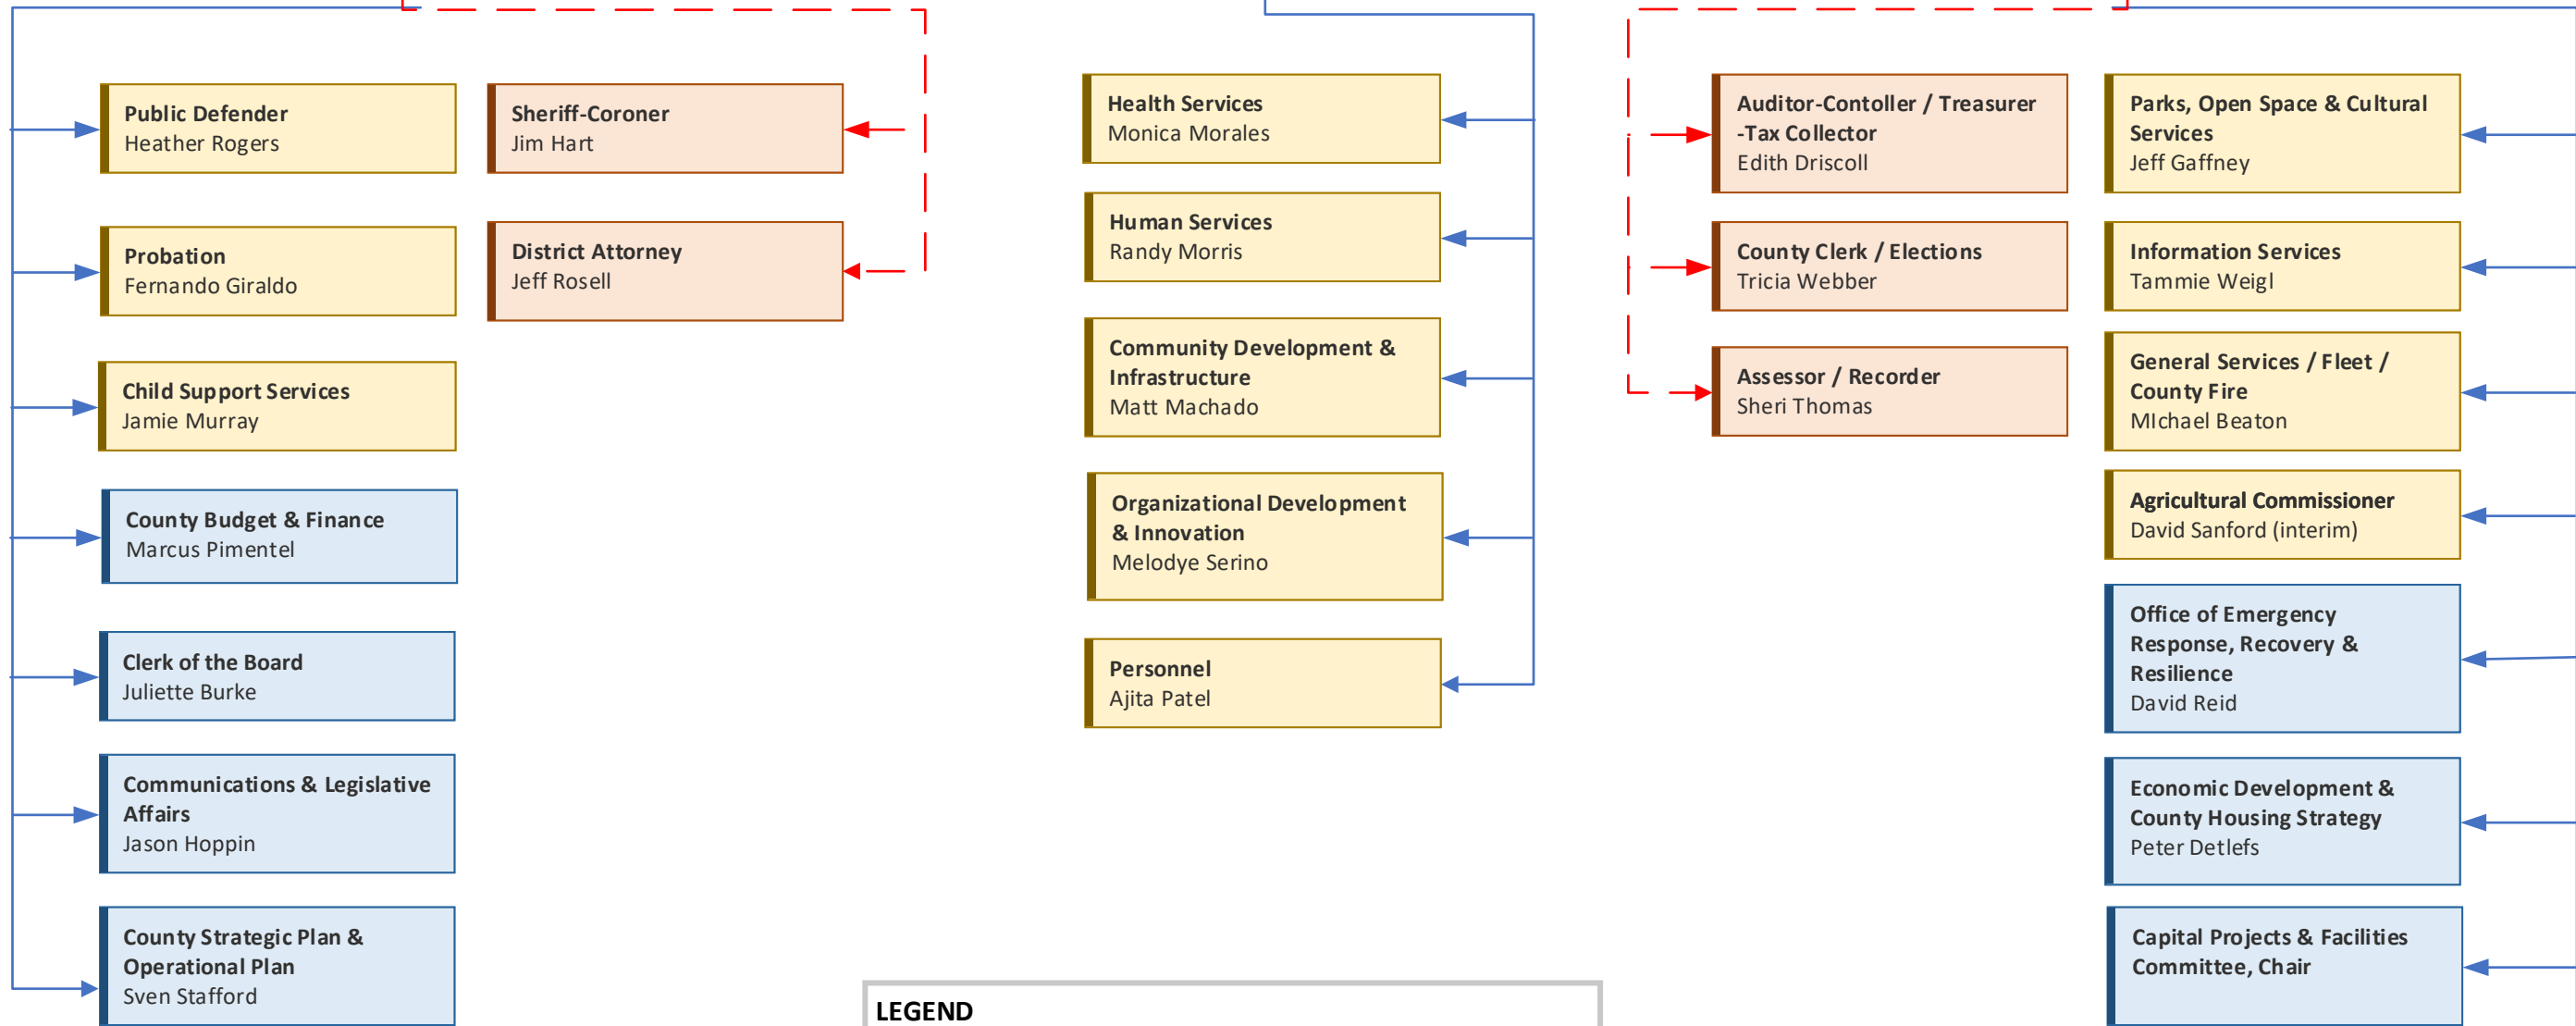 Public Defender
Heather Rogers
Probation
Fernando Giraldo
Child Support Services
Jamie Murray
County Budget & Finance
Marcus Pimentel
Clerk of the Board
Juliette Burke
Communications & Legislative
Affairs
Jason Hoppin
County Strategic Plan &
Operational Plan
Sven Stafford
Sheriff-Coroner
Jim Hart
District Attorney
Jeff Rosell
Health Services
Monica Morales
Human Services
Randy Morris
Community Development &
Infrastructure
Matt Machado
Organizational Development
& Innovation
Melodye Serino
Personnel
Ajita Patel
LEGEND
Auditor-Contoller / Treasurer
-Tax Collector
Edith Driscoll
County Clerk / Elections
Tricia Webber
Assessor / Recorder
Sheri Thomas
Parks, Open Space & Cultural
Services
Jeff Gaffney
Information Services
Tammie Weigl
General Services / Fleet /
County Fire
MIchael Beaton
Agricultural Commissioner
David Sanford (interim)
Office of Emergency
Response, Recovery &
Resilience
David Reid
Economic Development &
County Housing Strategy
Peter Detlefs
Capital Projects & Facilities
Committee, Chair